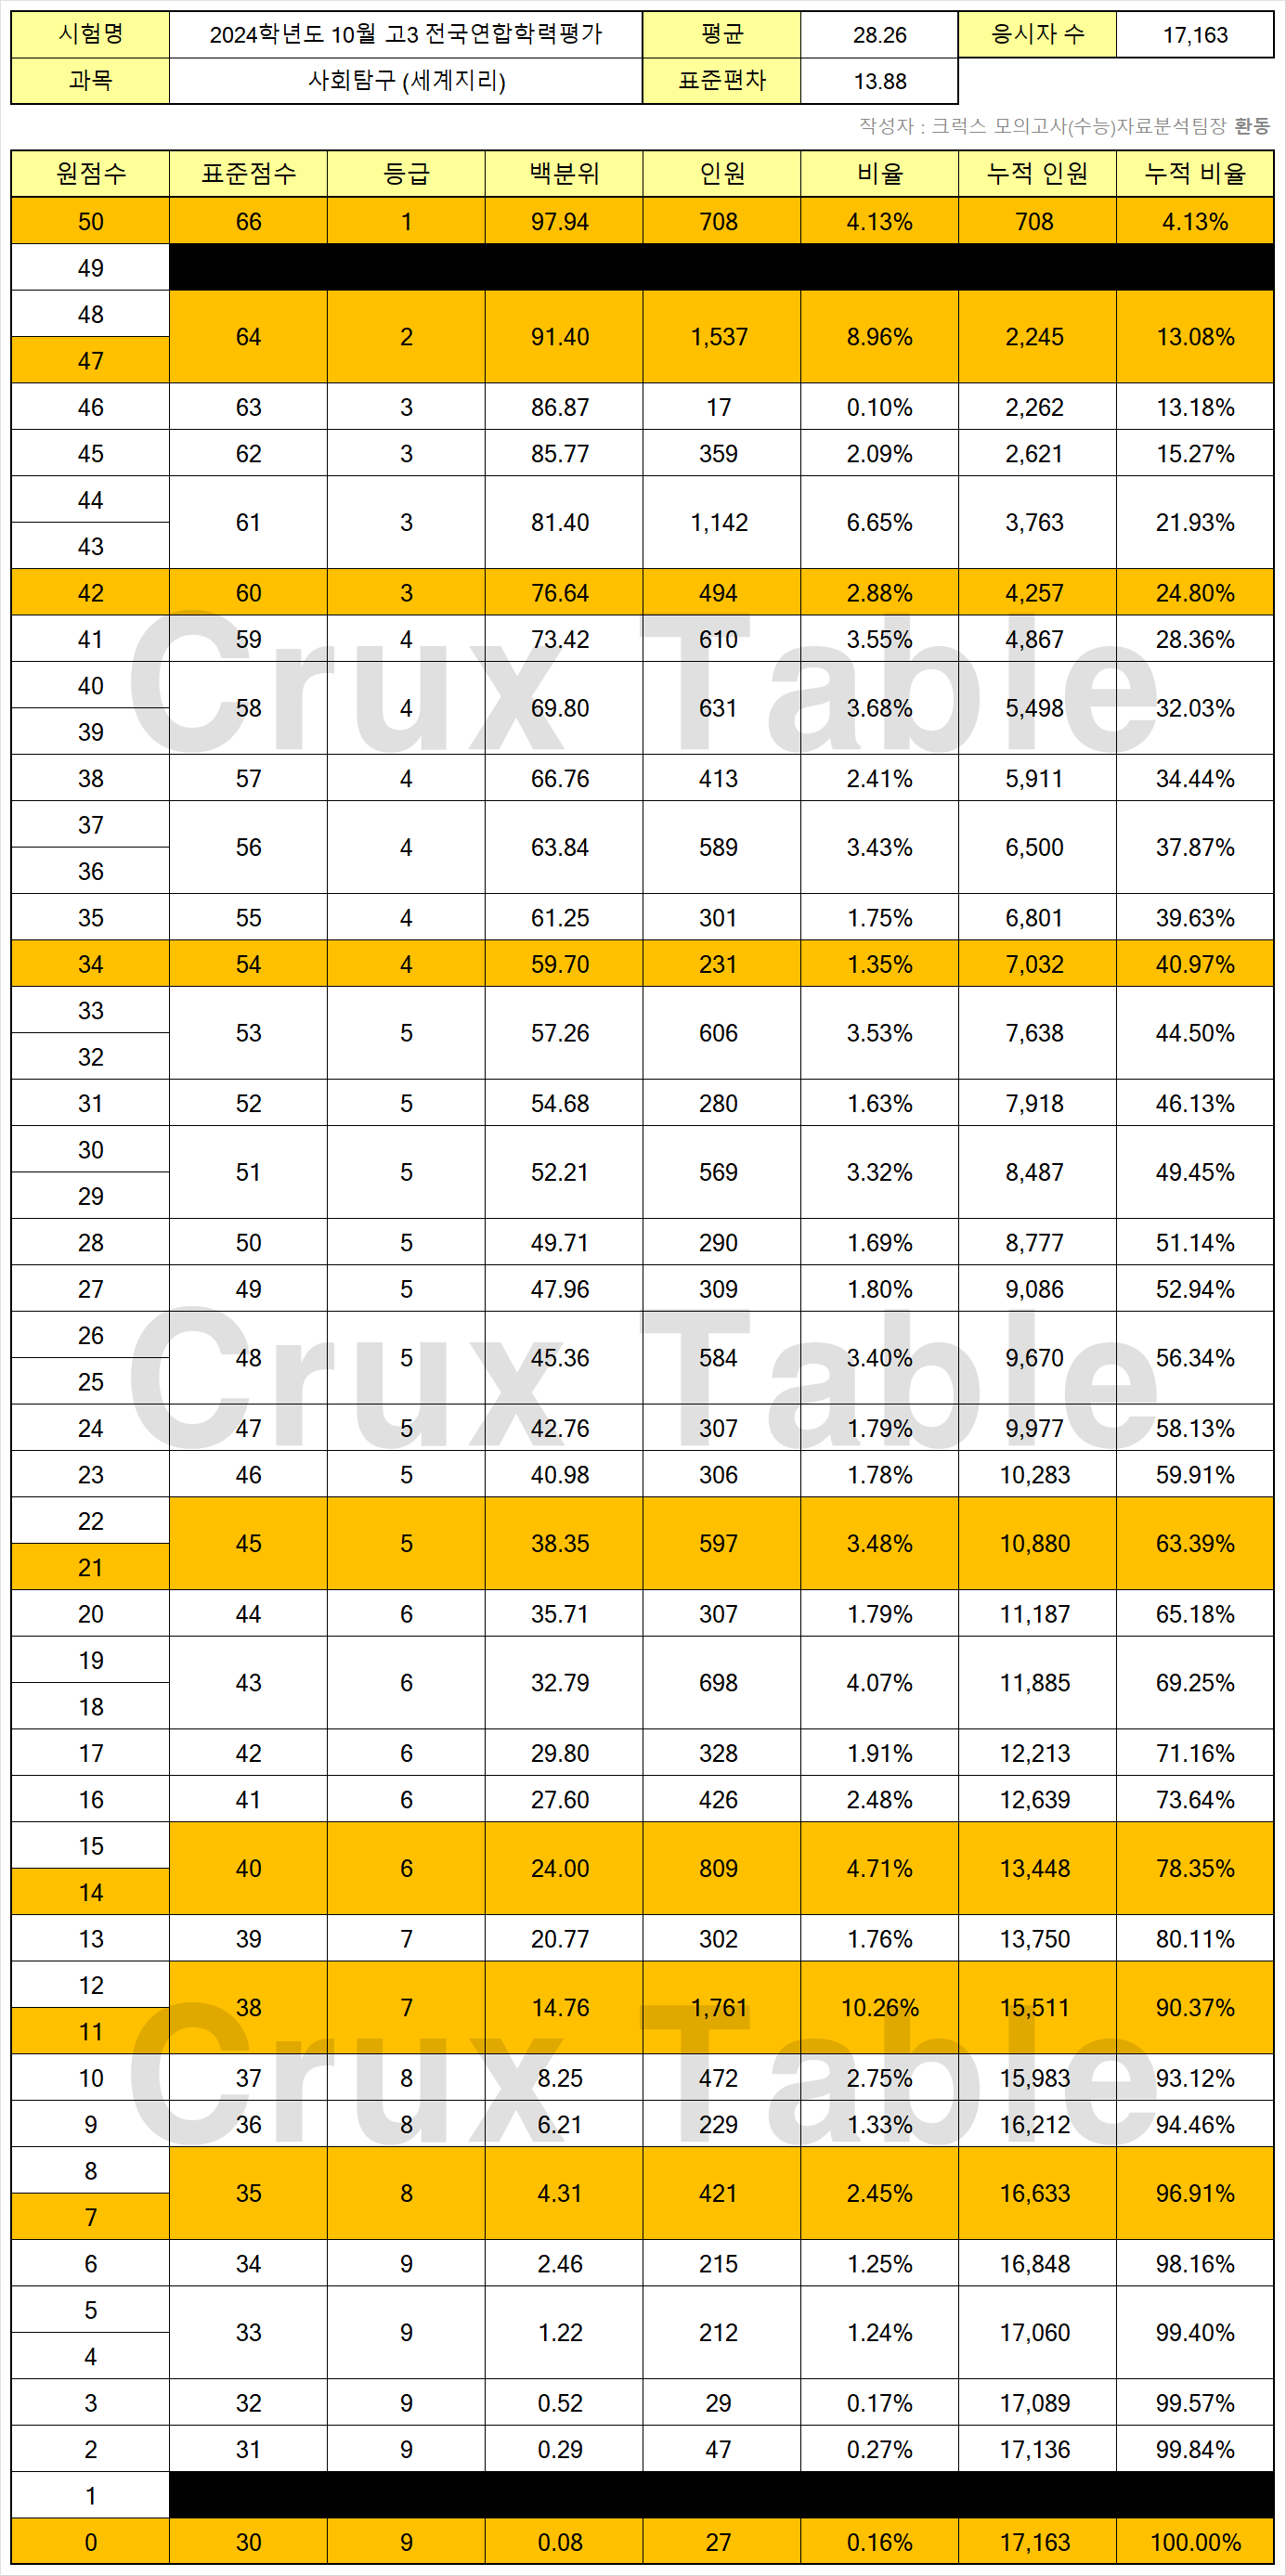 시험명 2024학년도 10월 고3 전국연합학력평가 평균 28.26 응시자 수 17,163
과목 사회탐구 (세계지리) 표준편차 13.88
작성자 : 크럭스 모의고사(수능)자료분석팀장 환동
원점수 표준점수 등급 백분위 인원 비율 누적 인원 누적 비율
50 66 1 97.94 708 4.13% 708 4.13%
49
48
64 2 91.40 1,537 8.96% 2,245 13.08%
47
46 63 3 86.87 17 0.10% 2,262 13.18%
45 62 3 85.77 359 2.09% 2,621 15.27%
44
61 3 81.40 1,142 6.65% 3,763 21.93%
43
42 60 3 76.64 494 2.88% 4,257 24.80%
41 59 4 73.42 610 3.55% 4,867 28.36%
40
58 4 69.80 631 3.68% 5,498 32.03%
39
Crux Table
38 57 4 66.76 413 2.41% 5,911 34.44%
37
56 4 63.84 589 3.43% 6,500 37.87%
36
35 55 4 61.25 301 1.75% 6,801 39.63%
34 54 4 59.70 231 1.35% 7,032 40.97%
33
53 5 57.26 606 3.53% 7,638 44.50%
32
31 52 5 54.68 280 1.63% 7,918 46.13%
30
51 5 52.21 569 3.32% 8,487 49.45%
29
28 50 5 49.71 290 1.69% 8,777 51.14%
27 49 5 47.96 309 1.80% 9,086 52.94%
26
48 5 45.36 584 3.40% 9,670 56.34%
25
Crux Table
24 47 5 42.76 307 1.79% 9,977 58.13%
23 46 5 40.98 306 1.78% 10,283 59.91%
22
45 5 38.35 597 3.48% 10,880 63.39%
21
20 44 6 35.71 307 1.79% 11,187 65.18%
19
43 6 32.79 698 4.07% 11,885 69.25%
18
17 42 6 29.80 328 1.91% 12,213 71.16%
16 41 6 27.60 426 2.48% 12,639 73.64%
15
40 6 24.00 809 4.71% 13,448 78.35%
14
13 39 7 20.77 302 1.76% 13,750 80.11%
12
38 7 14.76 1,761 10.26% 15,511 90.37%
11
Crux Table
10 37 8 8.25 472 2.75% 15,983 93.12%
9 36 8 6.21 229 1.33% 16,212 94.46%
8
35 8 4.31 421 2.45% 16,633 96.91%
7
6 34 9 2.46 215 1.25% 16,848 98.16%
5
33 9 1.22 212 1.24% 17,060 99.40%
4
3 32 9 0.52 29 0.17% 17,089 99.57%
2 31 9 0.29 47 0.27% 17,136 99.84%
1
0 30 9 0.08 27 0.16% 17,163 100.00%